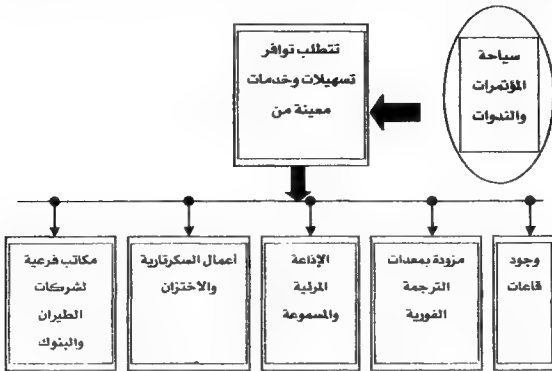 سياحة
المؤتمرات
والندوات
تتطلب توافر
تسهيلات وخدمات
معينة من
وجود
قاعات
مزودة بمعدات
الترجمة
الفورية
الإذاعة
المرئية
والمسموعة
أعمال السكرتارية
والاختزان
مكاتب فرعية
لشركات
الطيران
والبنوك